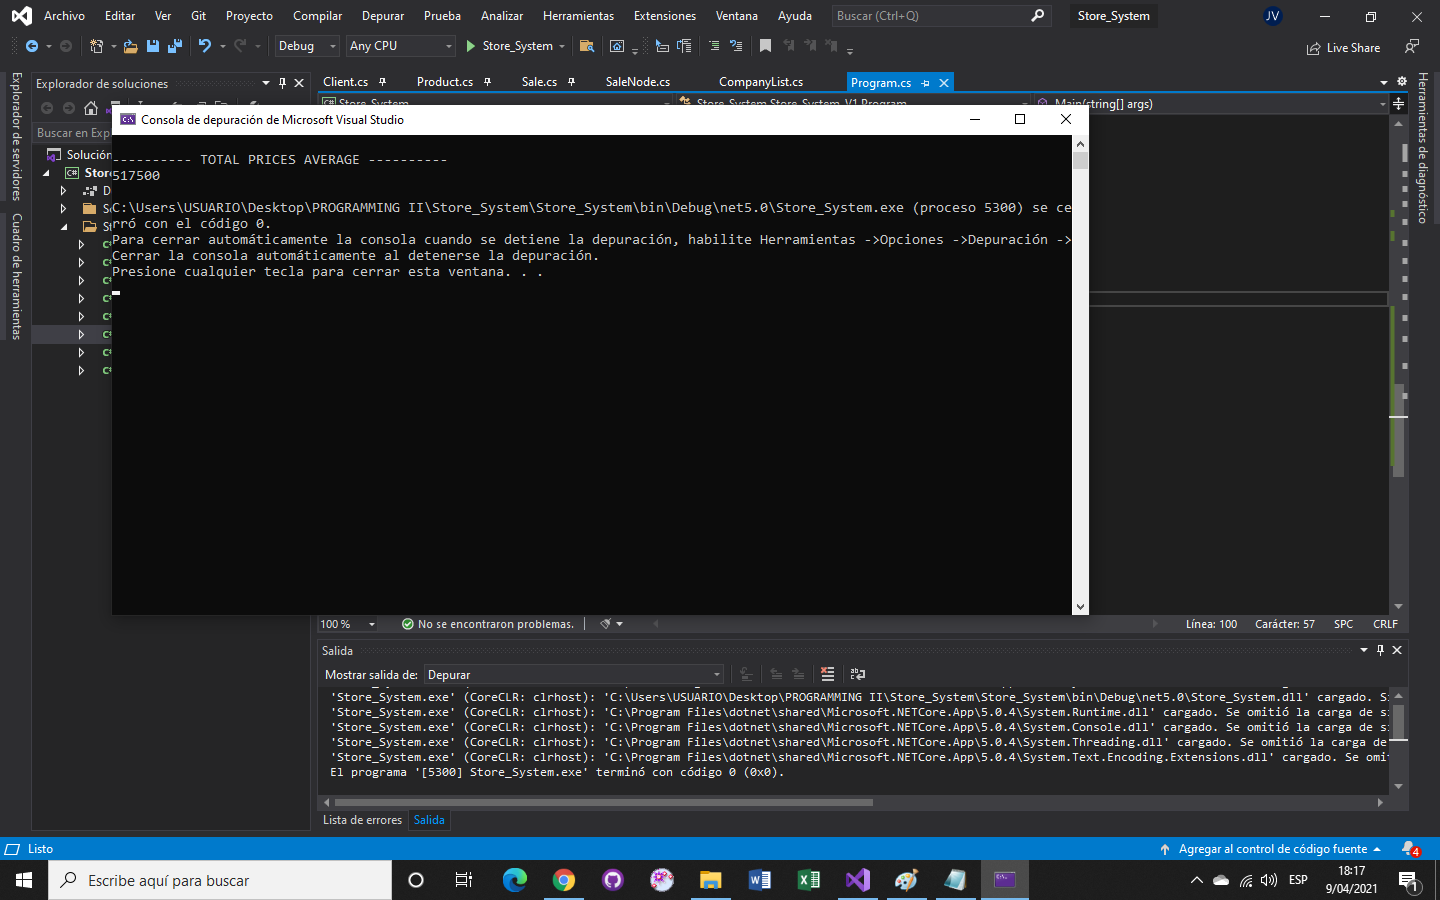 Archivo Editar Ver Git Proyecto Compilar Depurar Prueba Analizar Herramientas Extensiones Ventana Ayuda Buscar (Ctrl+Q) Store_System JV
Debug Any CPU Store_System Live Share
Explorador de servidores
Cuadro de herramientas
Explorador de soluciones
Client.cs Product.cs Sale.cs SaleNode.cs CompanyList.cs Program.cs
Herramientas de diagnóstico
Store_System Store_System.Store_System_V1.Program Main(string[] args)
Buscar en Exp
Solución
C# Store
D
Consola de depuración de Microsoft Visual Studio
---------- TOTAL PRICES AVERAGE ----------
517500
C:\Users\USUARIO\Desktop\PROGRAMMING II\Store_System\Store_System\bin\Debug\net5.0\Store_System.exe (proceso 5300) se ce
rró con el código 0.
Para cerrar automáticamente la consola cuando se detiene la depuración, habilite Herramientas ->Opciones ->Depuración ->
Cerrar la consola automáticamente al detenerse la depuración.
Presione cualquier tecla para cerrar esta ventana. . .
100 % No se encontraron problemas. Línea: 100 Carácter: 57 SPC CRLF
Salida
Mostrar salida de: Depurar
'Store_System.exe' (CoreCLR: clrhost): 'C:\Users\USUARIO\Desktop\PROGRAMMING II\Store_System\Store_System\bin\Debug\net5.0\Store_System.dll' cargado. S
'Store_System.exe' (CoreCLR: clrhost): 'C:\Program Files\dotnet\shared\Microsoft.NETCore.App\5.0.4\System.Runtime.dll' cargado. Se omitió la carga de s
'Store_System.exe' (CoreCLR: clrhost): 'C:\Program Files\dotnet\shared\Microsoft.NETCore.App\5.0.4\System.Console.dll' cargado. Se omitió la carga de s
'Store_System.exe' (CoreCLR: clrhost): 'C:\Program Files\dotnet\shared\Microsoft.NETCore.App\5.0.4\System.Threading.dll' cargado. Se omitió la carga de
'Store_System.exe' (CoreCLR: clrhost): 'C:\Program Files\dotnet\shared\Microsoft.NETCore.App\5.0.4\System.Text.Encoding.Extensions.dll' cargado. Se omi
El programa '[5300] Store_System.exe' terminó con código 0 (0x0).
Lista de errores Salida
Listo Agregar al control de código fuente 4
Escribe aquí para buscar ESP 18:17
9/04/2021 1